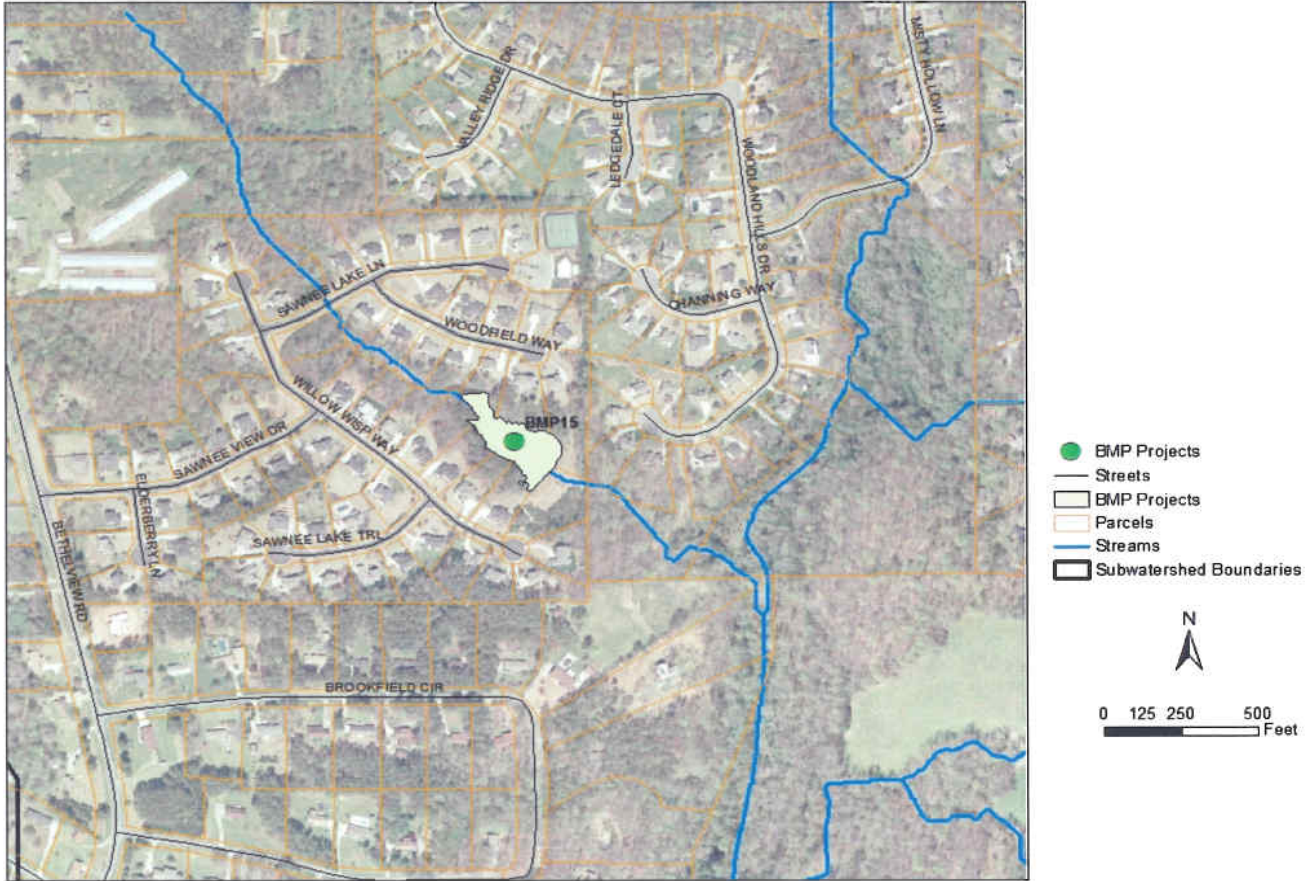 MISTY HOLLOW LN
VALLEY RIDGE DR
LEDGEDALE CT
WOODLAND HILLS DR
SAWNEE LAKE LN
CHANNING WAY
WOODFIELD WAY
WILLOW WISP WAY
BMP15
SAWNEE VIEW DR
ELDERBERRY LN
BETHELVIEW RD
SAWNEE LAKE TRL
BROOKFIELD CIR
BMP Projects
Streets
BMP Projects
Parcels
Streams
Subwatershed Boundaries
N
0 125 250 500
Feet